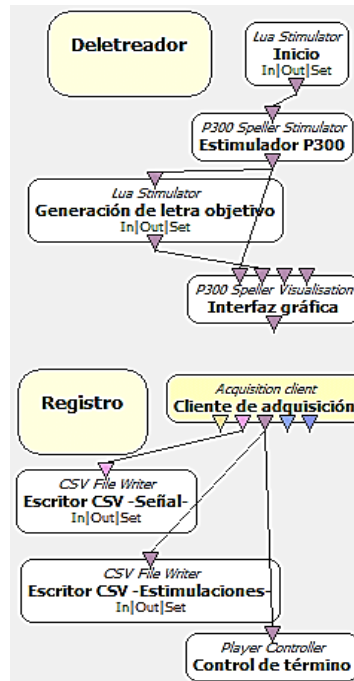 Deletreador
Lua Stimulator
Inicio
In|Out|Set
P300 Speller Stimulator
Estimulador P300
Lua Stimulator
Generación de letra objetivo
In|Out|Set
P300 Speller Visualisation
Interfaz gráfica
Registro
Acquisition client
Cliente de adquisición
CSV File Writer
Escritor CSV -Señal-
In|Out|Set
CSV File Writer
Escritor CSV -Estimulaciones-
In|Out|Set
Player Controller
Control de término